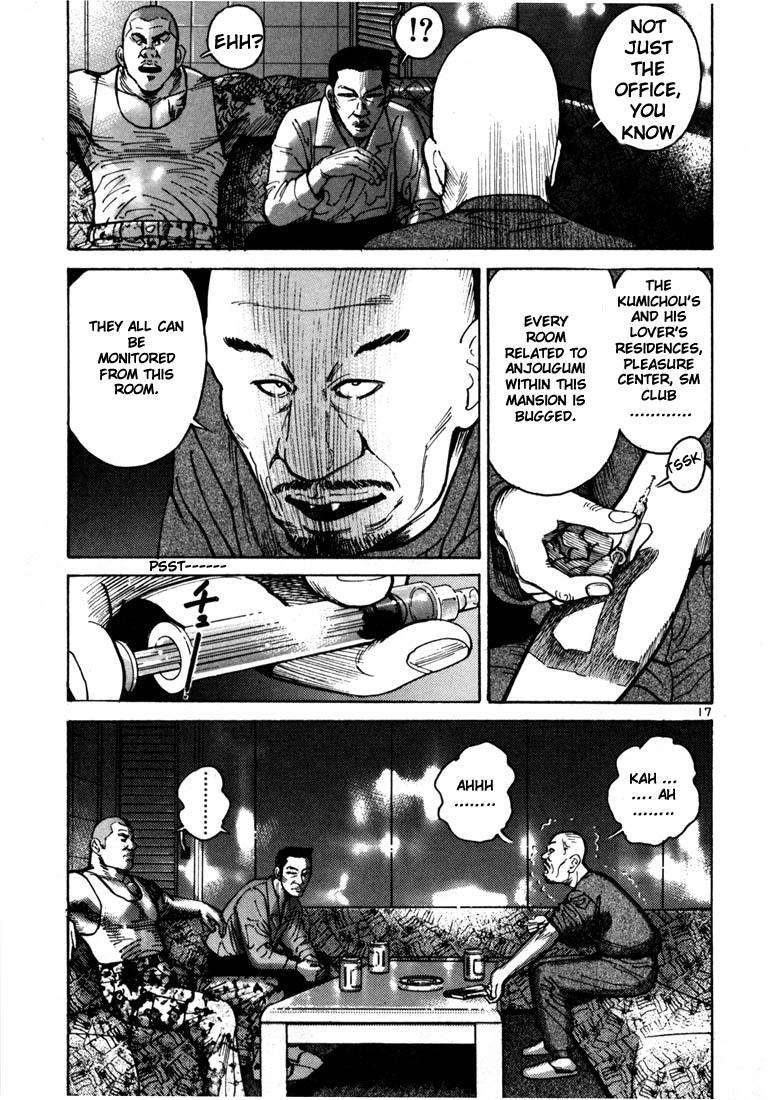 NOT
JUST
THE
OFFICE,
YOU
KNOW
!?
EHH?
THE
KUMICHOU'S
AND HIS
LOVER'S
RESIDENCES,
PLEASURE
CENTER, SM
CLUB
............
EVERY
ROOM
RELATED TO
ANJOUGUMI
WITHIN THIS
MANSION IS
BUGGED.
TSSK
THEY ALL CAN
BE
MONITORED
FROM THIS
ROOM.
PSST------
チュ
17
KAH ...
.... AH
........
AHHH
........
........